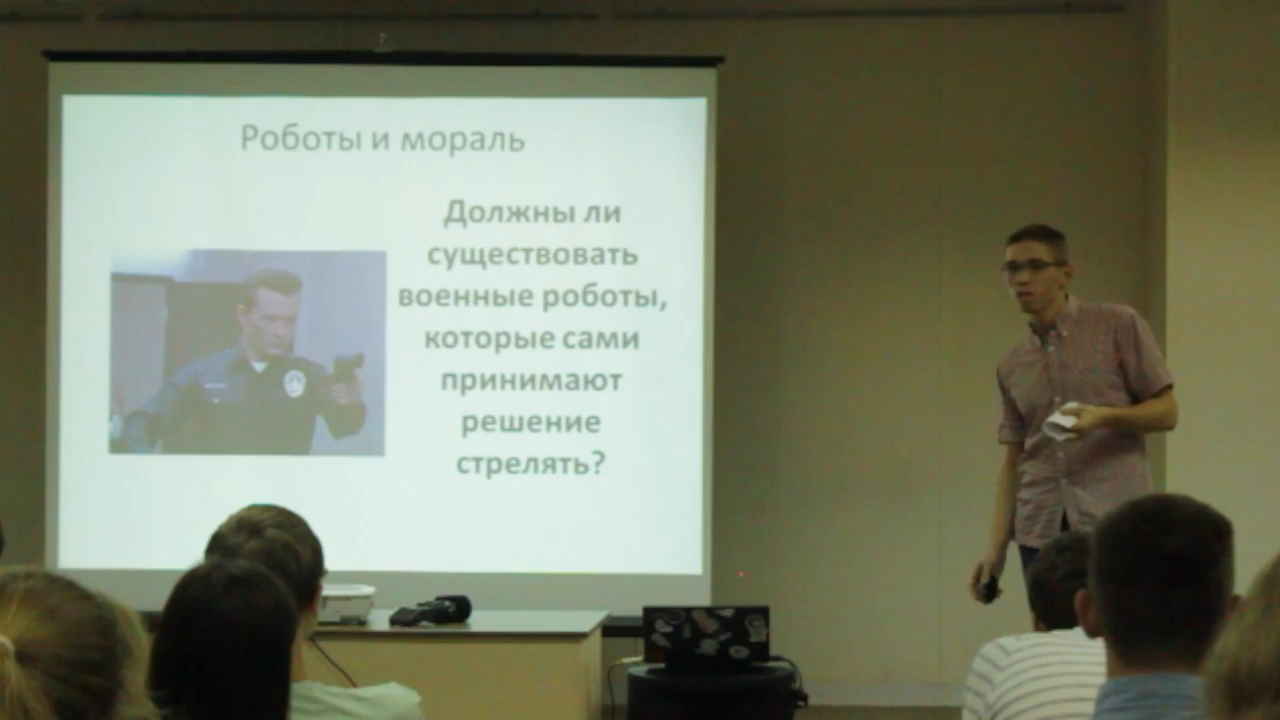 Роботы и мораль
Должны ли
существовать
военные роботы,
которые сами
принимают
решение
стрелять?